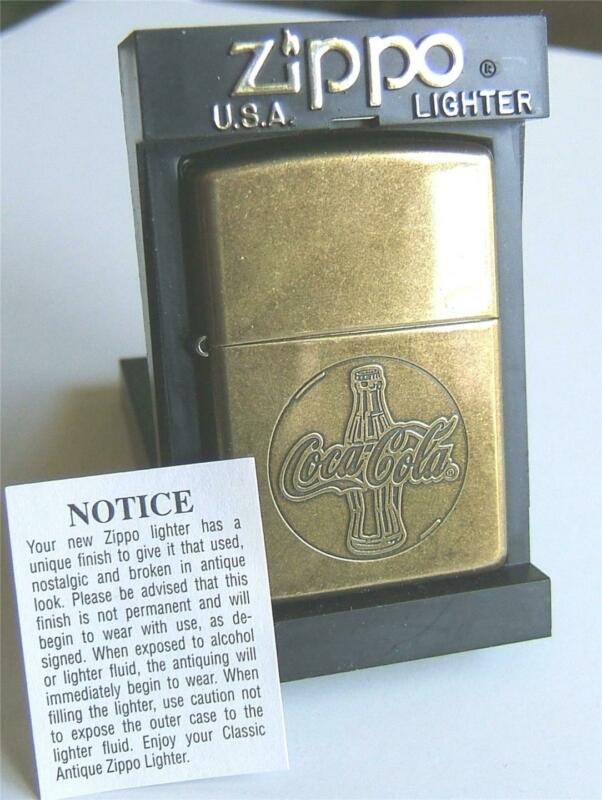 Zippo ®
U.S.A. LIGHTER
Coca-Cola®
NOTICE
Your new Zippo lighter has a
unique finish to give it that used,
nostalgic and broken in antique
look. Please be advised that this
finish is not permanent and will
begin to wear with use, as de-
signed. When exposed to alcohol
or lighter fluid, the antiquing will
immediately begin to wear. When
filling the lighter, use caution not
to expose the outer case to the
lighter fluid. Enjoy your Classic
Antique Zippo Lighter.